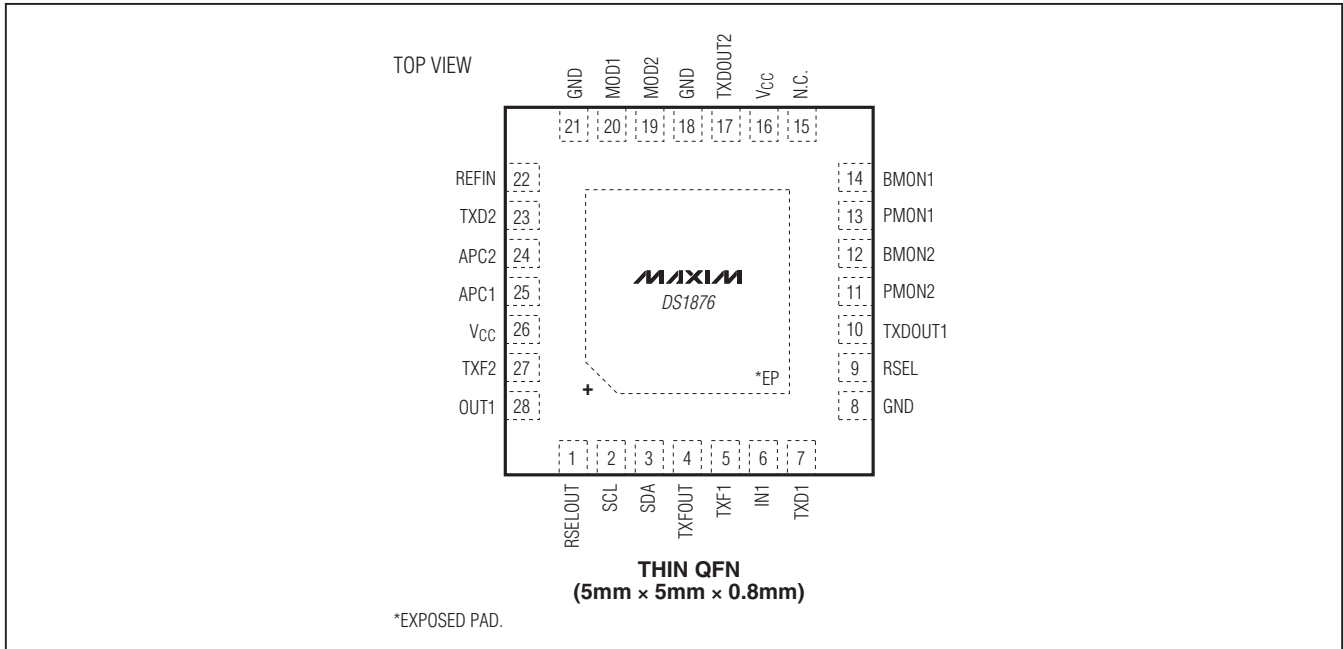 TOP VIEW
GND MOD1 MOD2 GND TXDOUT2 VCC N.C.
21 20 19 18 17 16 15
REFIN 22
TXD2 23
APC2 24
APC1 25
VCC 26
TXF2 27
OUT1 28
14 BMON1
13 PMON1
12 BMON2
11 PMON2
10 TXDOUT1
9 RSEL
8 GND
MAXIM
DS1876
*EP
+
1 2 3 4 5 6 7
RSELOUT SCL SDA TXFOUT TXF1 IN1 TXD1
THIN QFN
(5mm × 5mm × 0.8mm)
*EXPOSED PAD.